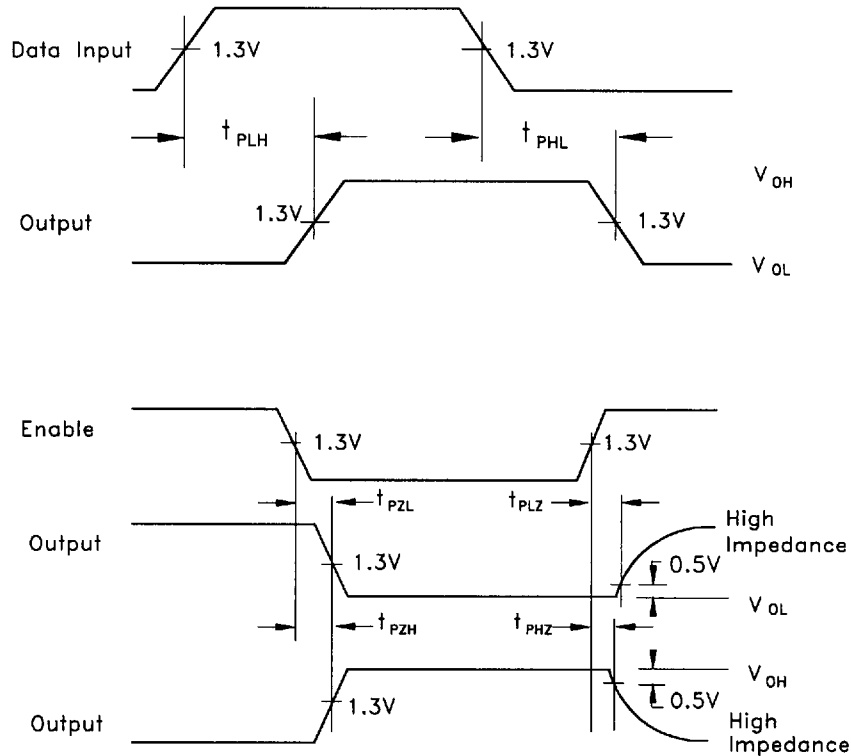 Data Input
1.3V
1.3V
t PLH
t PHL
V OH
Output
1.3V
1.3V
V OL
Enable
1.3V
1.3V
t PZL
t PLZ
High
Impedance
Output
1.3V
0.5V
V OL
t PZH
t PHZ
V OH
Output
1.3V
0.5V
High
Impedance